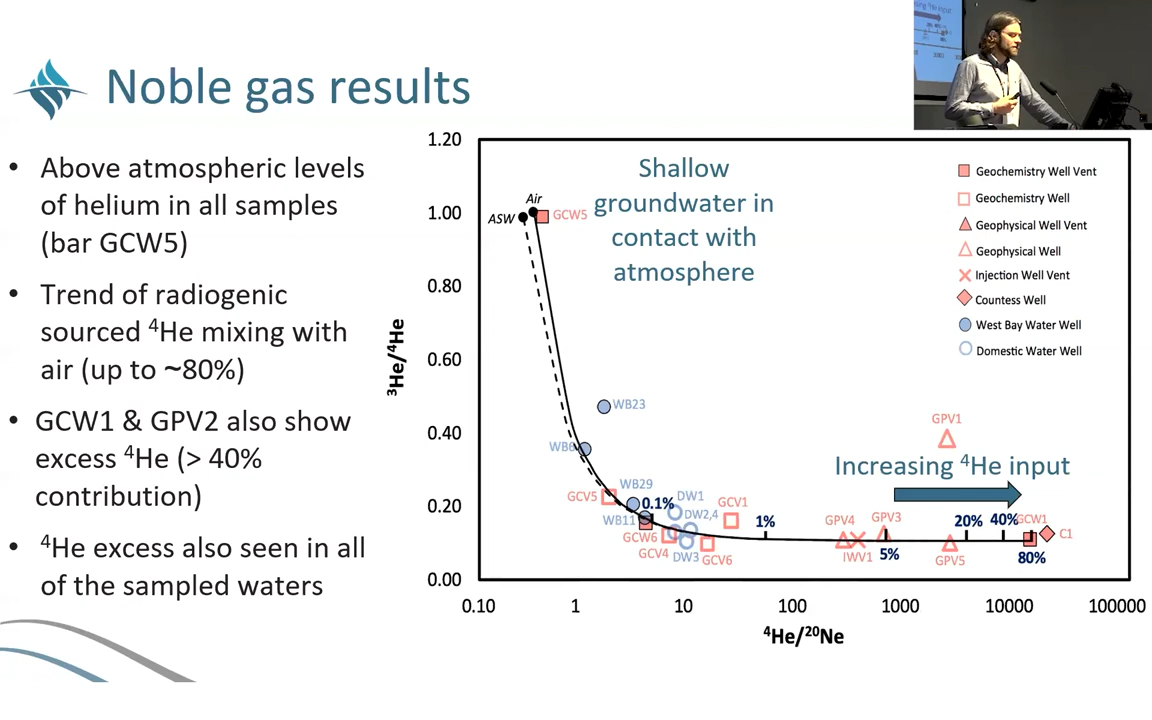 Noble gas results
• Above atmospheric levels
of helium in all samples
(bar GCW5)
• Trend of radiogenic
sourced ⁴He mixing with
air (up to ~80%)
• GCW1 & GPV2 also show
excess ⁴He (> 40%
contribution)
• ⁴He excess also seen in all
of the sampled waters
1.20
1.00
0.80
0.60
0.40
0.20
0.00
³He/⁴He
0.10
1
10
100
1000
10000
100000
⁴He/²⁰Ne
Shallow
groundwater in
contact with
atmosphere
Geochemistry Well Vent
Geochemistry Well
Geophysical Well Vent
Geophysical Well
Injection Well Vent
Countess Well
West Bay Water Well
Domestic Water Well
Air
ASW
GCW5
WB23
WB6
GPV1
Increasing ⁴He input
WB29
GCV5
0.1%
DW1
GCV1
WB11
DW2,4
1%
GPV4
GPV3
20%
40%
GCW1
C1
GCW6
GCV4
DW3
GCV6
IWV1
5%
GPV5
80%